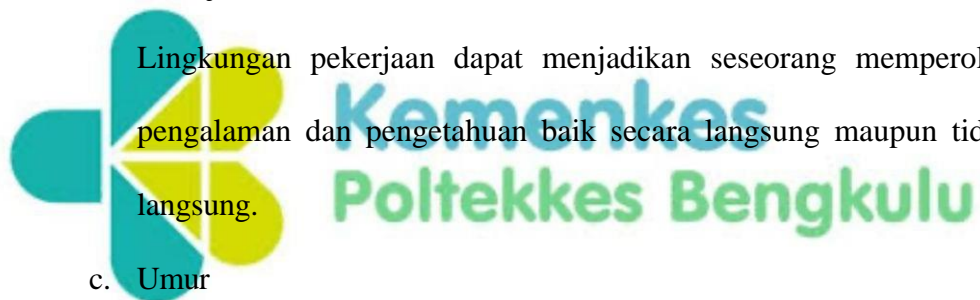 Lingkungan pekerjaan dapat menjadikan seseorang memperol
Kemenkes
pengalaman dan pengetahuan baik secara langsung maupun tid
Poltekkes Bengkulu
langsung.
c. Umur